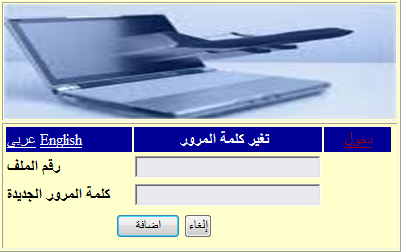 عربي English
تغير كلمة المرور
دخول
رقم الملف
كلمة المرور الجديدة
اضافة إلغاء